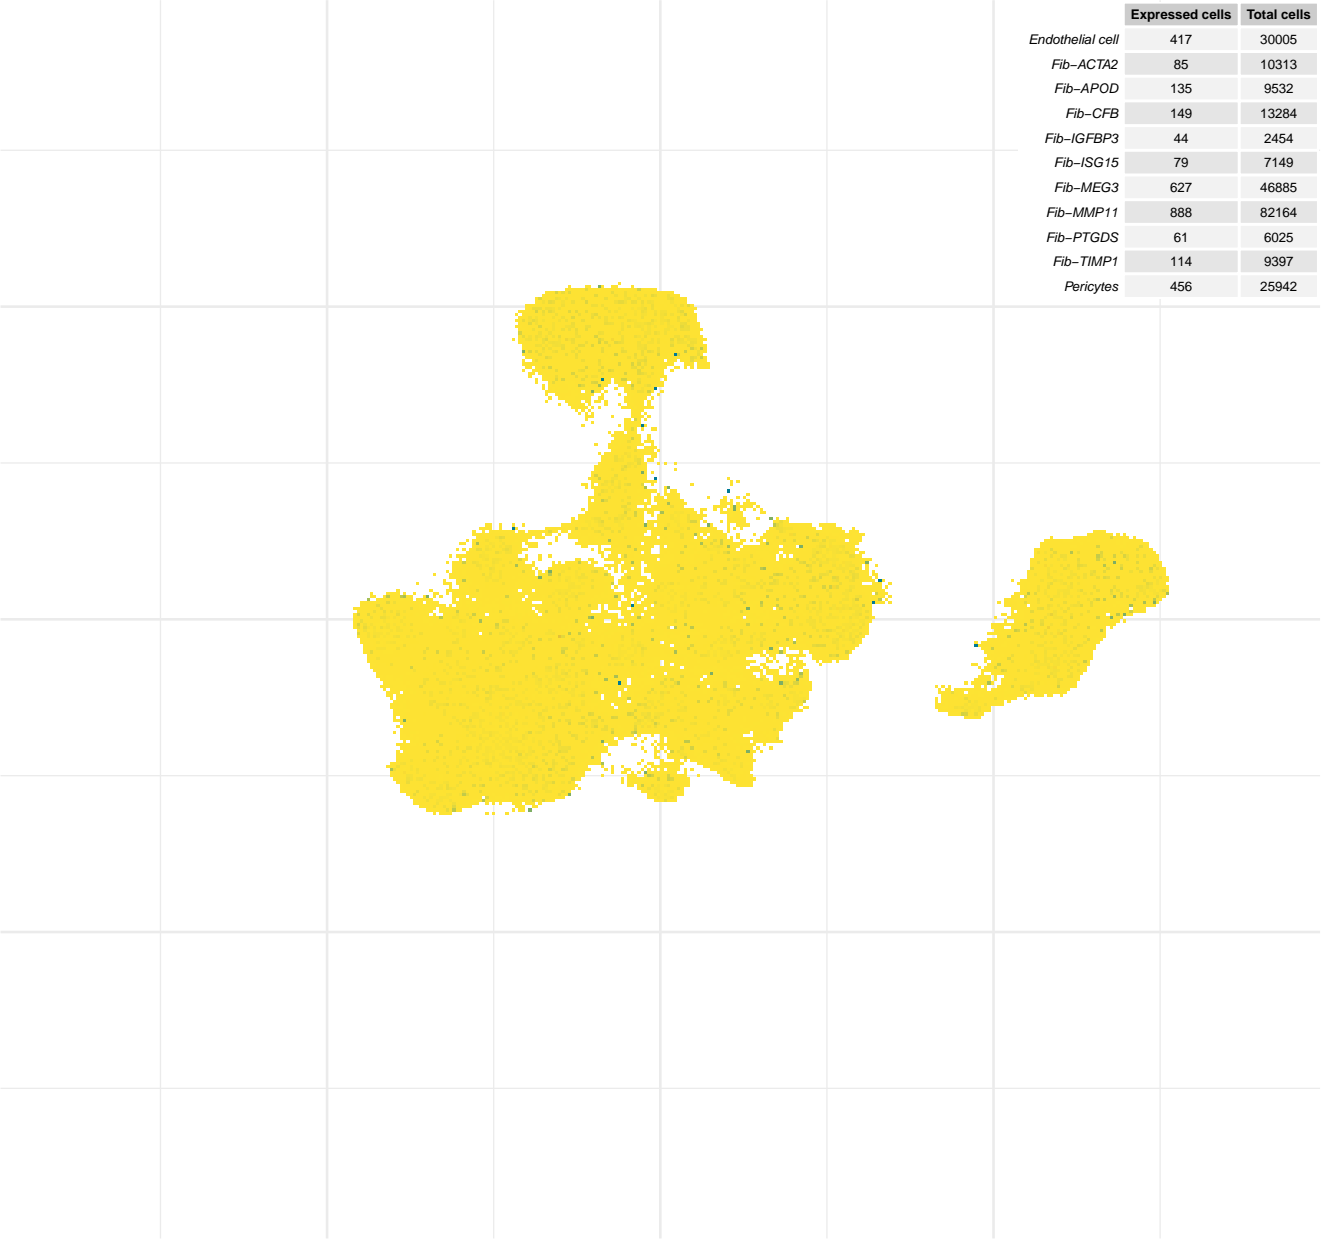 Expressed cells Total cells
Endothelial cell 417 30005
Fib−ACTA2 85 10313
Fib−APOD 135 9532
Fib−CFB 149 13284
Fib−IGFBP3 44 2454
Fib−ISG15 79 7149
Fib−MEG3 627 46885
Fib−MMP11 888 82164
Fib−PTGDS 61 6025
Fib−TIMP1 114 9397
Pericytes 456 25942